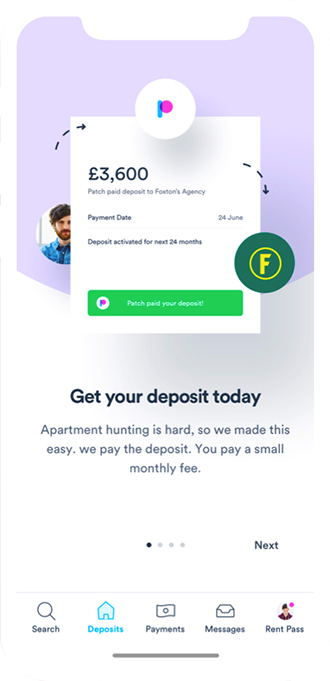 £3,600
Patch paid deposit to Foxton's Agency
Payment Date 24 June
Deposit activated for next 24 months
F
Patch paid your deposit!
Get your deposit today
Apartment hunting is hard, so we made this
easy. we pay the deposit. You pay a small
monthly fee.
Next
Search Deposits Payments Messages Rent Pass